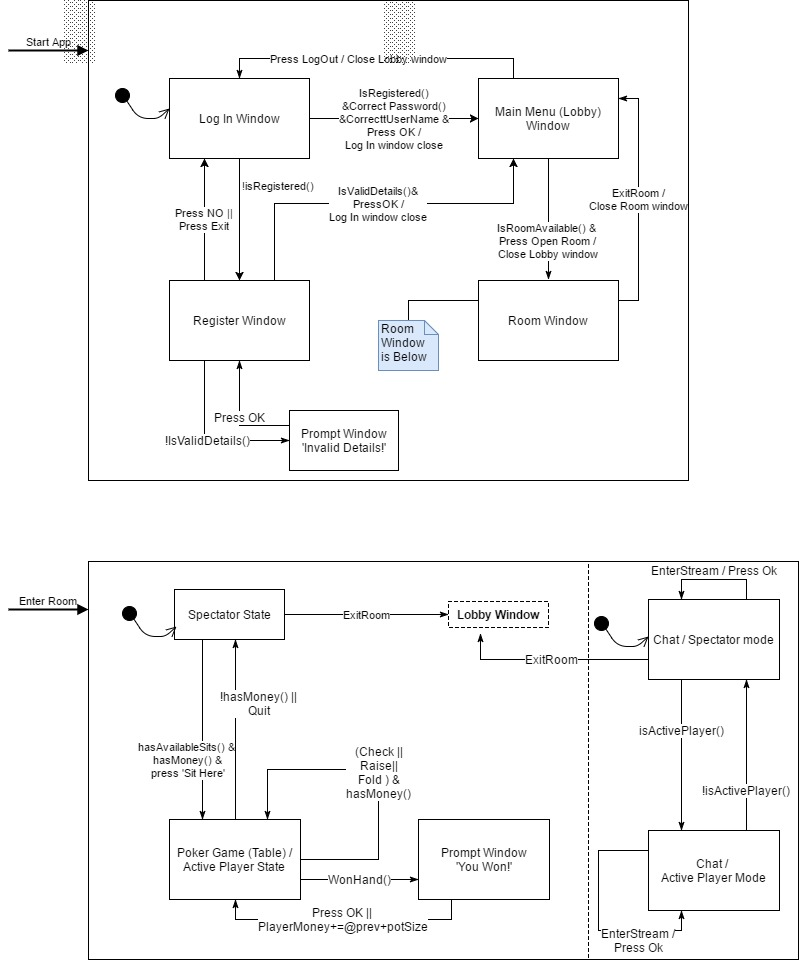 Start App
Press LogOut / Close Lobby window
Log In Window
IsRegistered()
&Correct Password()
&CorrecttUserName &
Press OK /
Log In window close
Main Menu (Lobby)
Window
!isRegistered()
Press NO ||
Press Exit
IsValidDetails()&
PressOK /
Log In window close
ExitRoom /
Close Room window
IsRoomAvailable() &
Press Open Room /
Close Lobby window
Register Window
Room Window
Room
Window
is Below
Press OK
!IsValidDetails()
Prompt Window
'Invalid Details!'
Enter Room
Spectator State
ExitRoom
Lobby Window
EnterStream / Press Ok
Chat / Spectator mode
ExitRoom
!hasMoney() ||
Quit
hasAvailableSits() &
hasMoney() &
press 'Sit Here'
(Check ||
Raise||
Fold ) &
hasMoney()
isActivePlayer()
!isActivePlayer()
Poker Game (Table) /
Active Player State
WonHand()
Prompt Window
'You Won!'
Press OK ||
PlayerMoney+=@prev+potSize
Chat /
Active Player Mode
EnterStream /
Press Ok